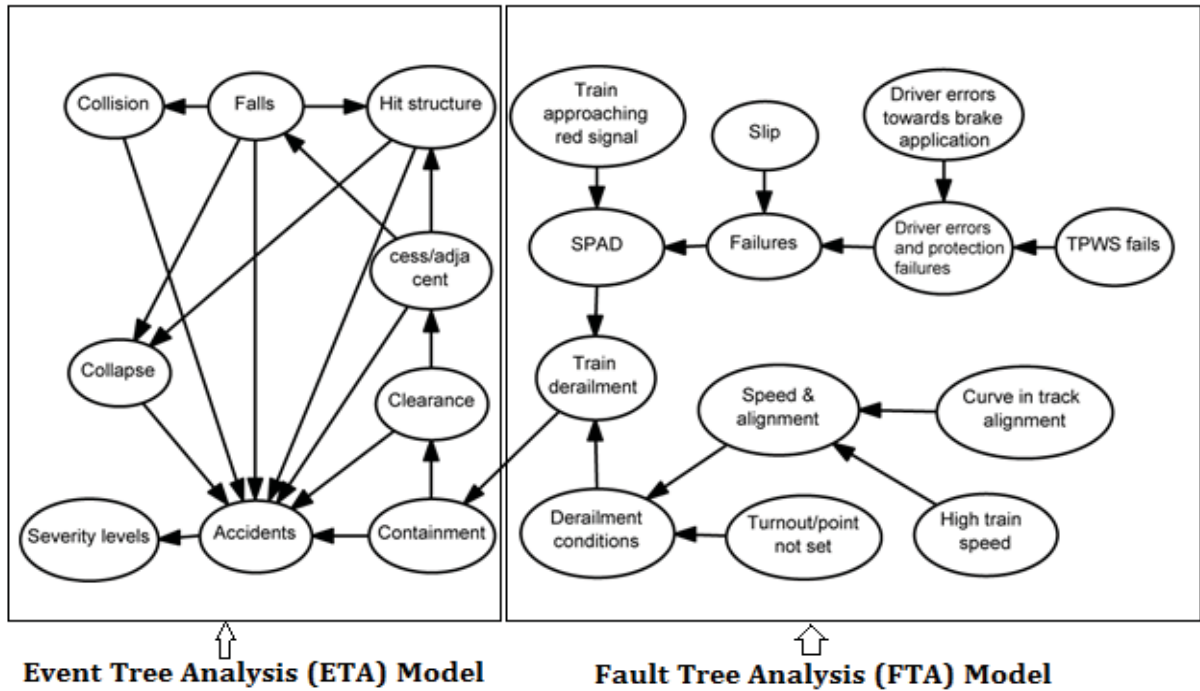 Collision
Falls
Hit structure
cess/adja
cent
Collapse
Clearance
Severity levels
Accidents
Containment
Train
approaching
red signal
Slip
Driver errors
towards brake
application
SPAD
Failures
Driver errors
and protection
failures
TPWS fails
Train
derailment
Speed &
alignment
Curve in track
alignment
Derailment
conditions
Turnout/point
not set
High train
speed
Event Tree Analysis (ETA) Model
Fault Tree Analysis (FTA) Model